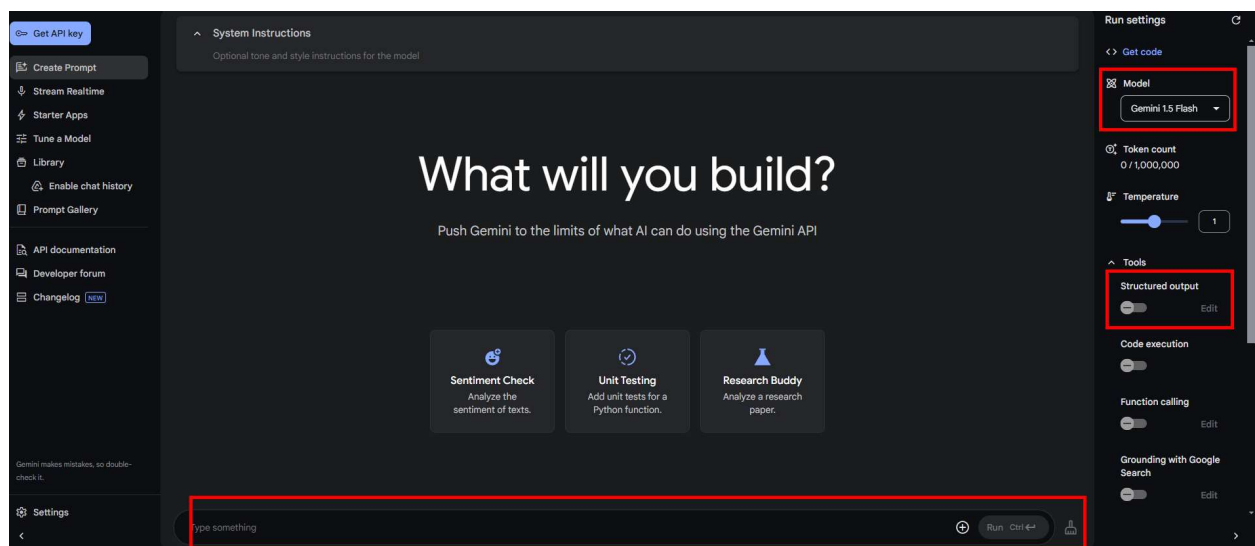 Get API key
Create Prompt
Stream Realtime
Starter Apps
Tune a Model
Library
Enable chat history
Prompt Gallery
API documentation
Developer forum
Changelog NEW
Gemini makes mistakes, so double-
check it.
Settings
System Instructions
Optional tone and style instructions for the model
What will you build?
Push Gemini to the limits of what AI can do using the Gemini API
Sentiment Check
Analyze the
sentiment of texts.
Unit Testing
Add unit tests for a
Python function.
Research Buddy
Analyze a research
paper.
Type something
Run Ctrl
Run settings
Get code
Model
Gemini 1.5 Flash
Token count
0 / 1,000,000
Temperature
1
Tools
Structured output
Edit
Code execution
Function calling
Edit
Grounding with Google
Search
Edit